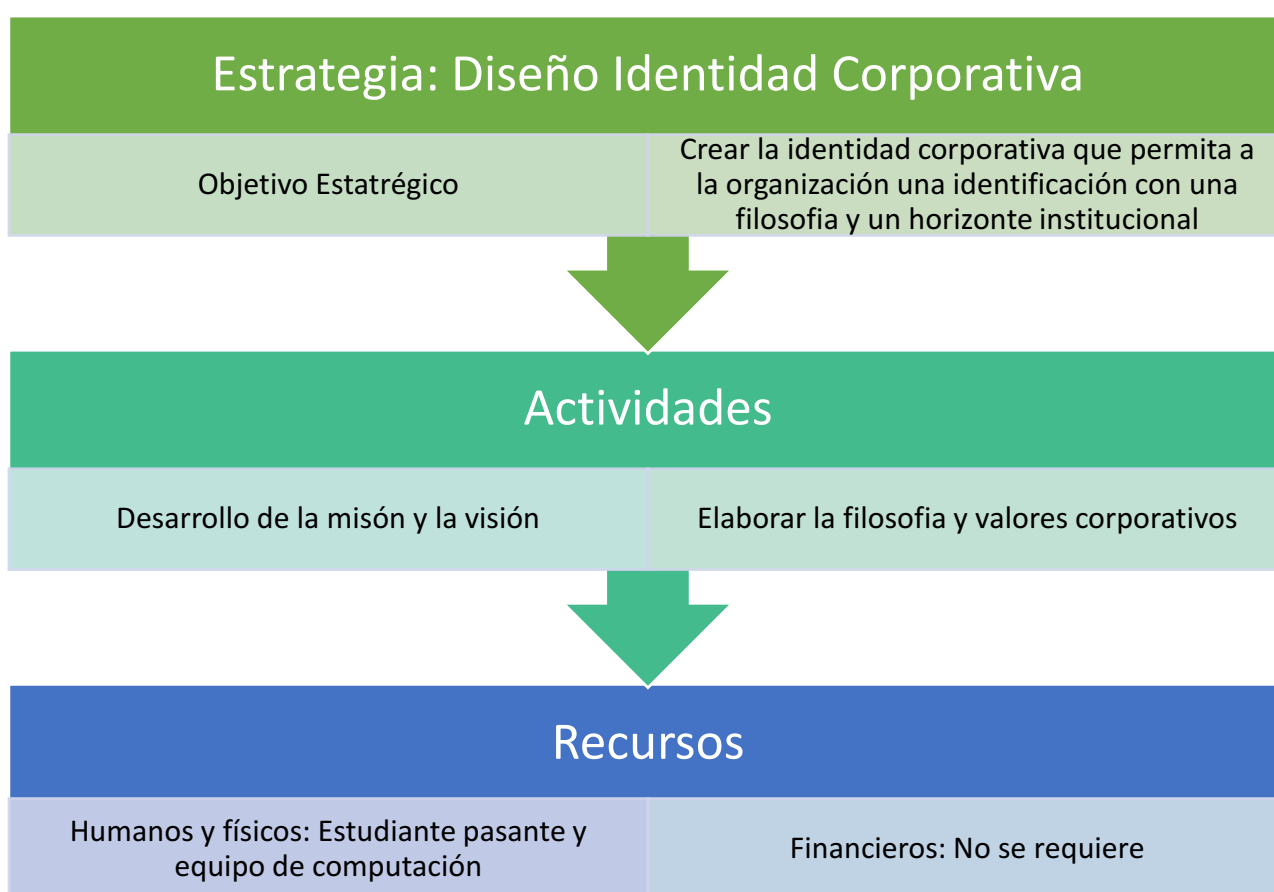 Estrategia: Diseño Identidad Corporativa
Objetivo Estatrégico
Crear la identidad corporativa que permita a
la organización una identificación con una
filosofia y un horizonte institucional
Actividades
Desarrollo de la misón y la visión
Elaborar la filosofia y valores corporativos
Recursos
Humanos y físicos: Estudiante pasante y
equipo de computación
Financieros: No se requiere